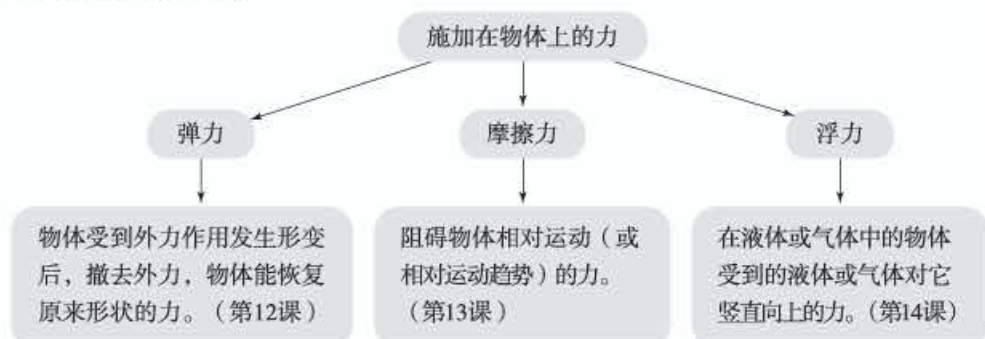 施加在物体上的力
弹力
摩擦力
浮力
物体受到外力作用发生形变
后，撤去外力，物体能恢复
原来形状的力。（第12课）
阻碍物体相对运动（或
相对运动趋势）的力。
（第13课）
在液体或气体中的物体
受到的液体或气体对它
竖直向上的力。（第14课）